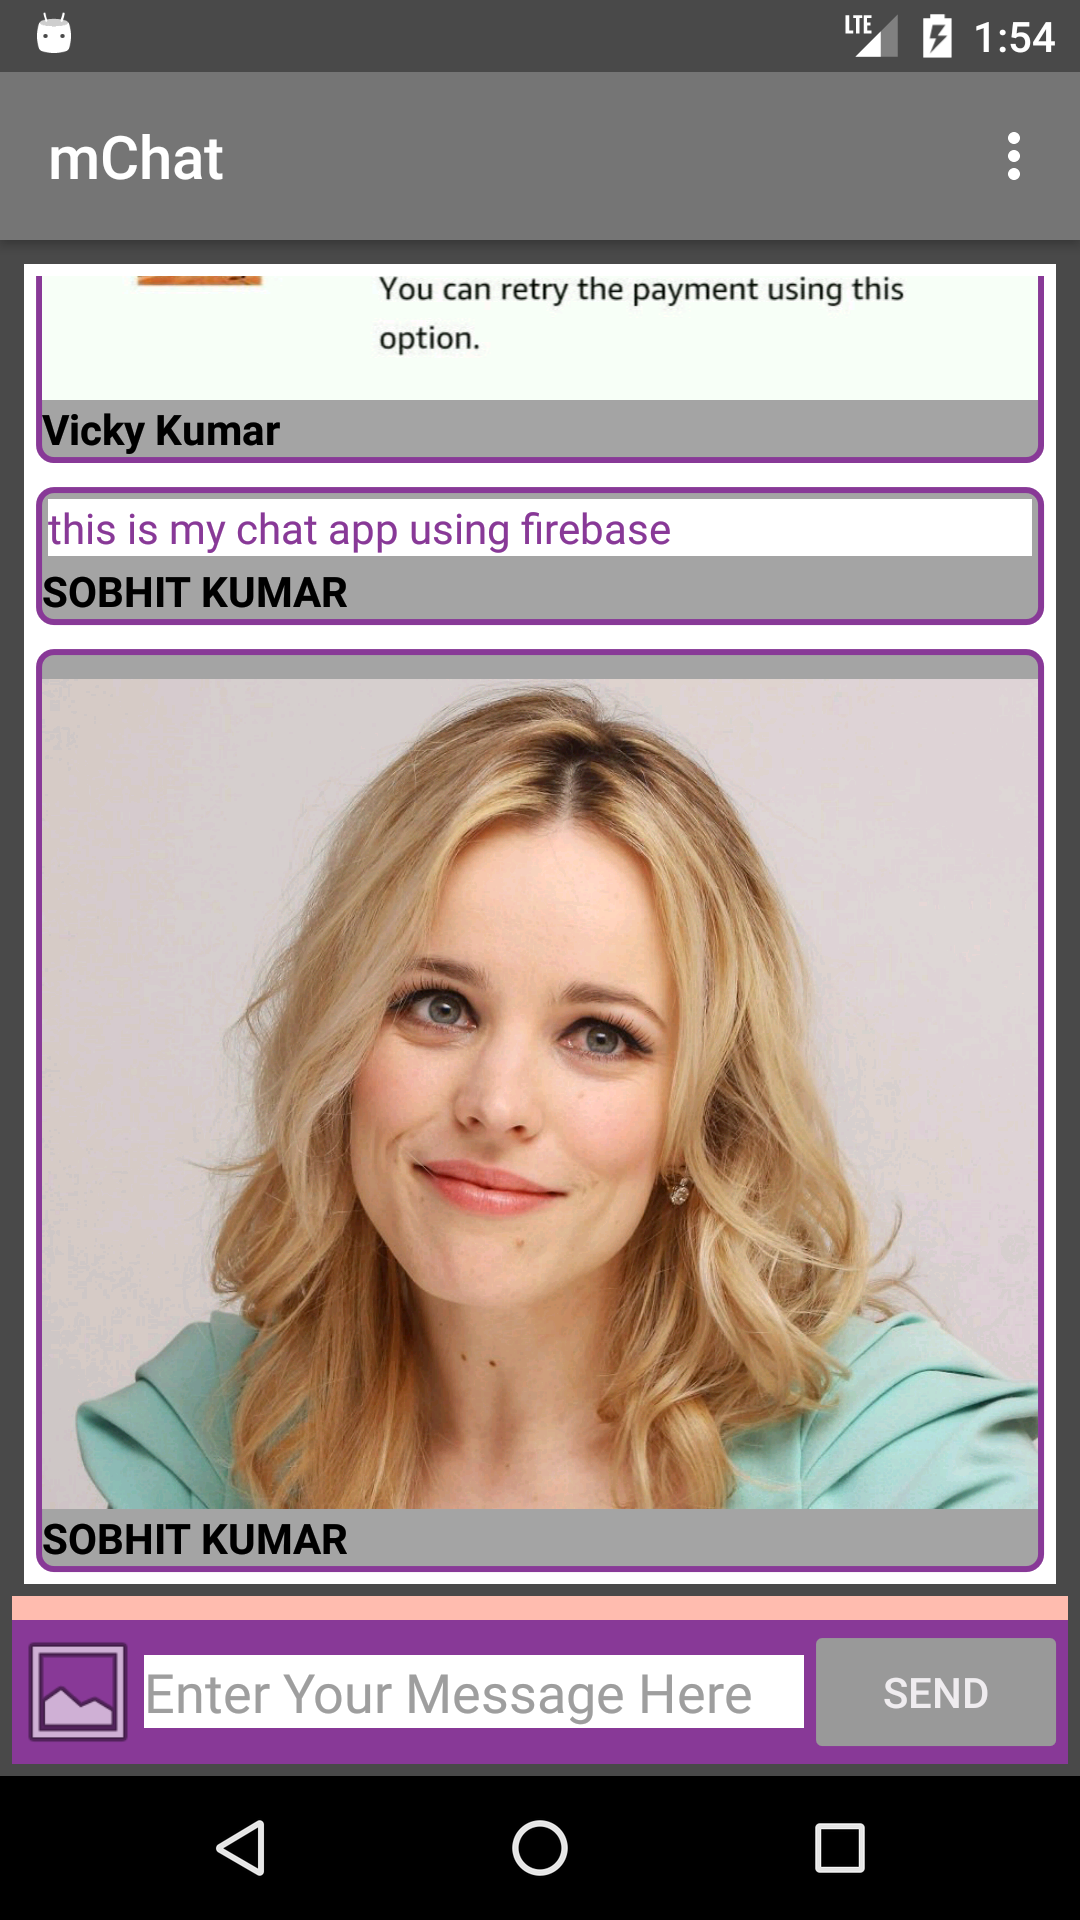 LTE 1:54
mChat
You can retry the payment using this
option.
Vicky Kumar
this is my chat app using firebase
SOBHIT KUMAR
SOBHIT KUMAR
Enter Your Message Here SEND